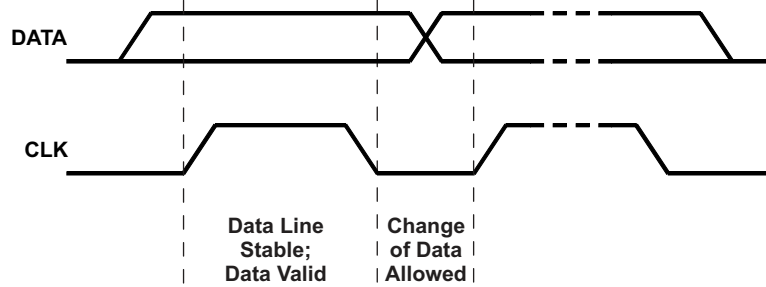 DATA
CLK
Data Line
Stable;
Data Valid
Change
of Data
Allowed